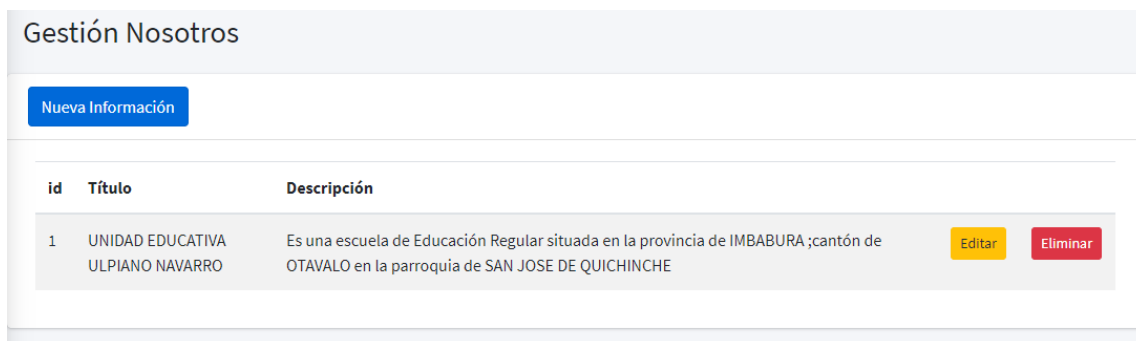 Gestión Nosotros
Nueva Información
id Título Descripción
1 UNIDAD EDUCATIVA Es una escuela de Educación Regular situada en la provincia de IMBABURA ;cantón de Editar Eliminar
ULPIANO NAVARRO OTAVALO en la parroquia de SAN JOSE DE QUICHINCHE